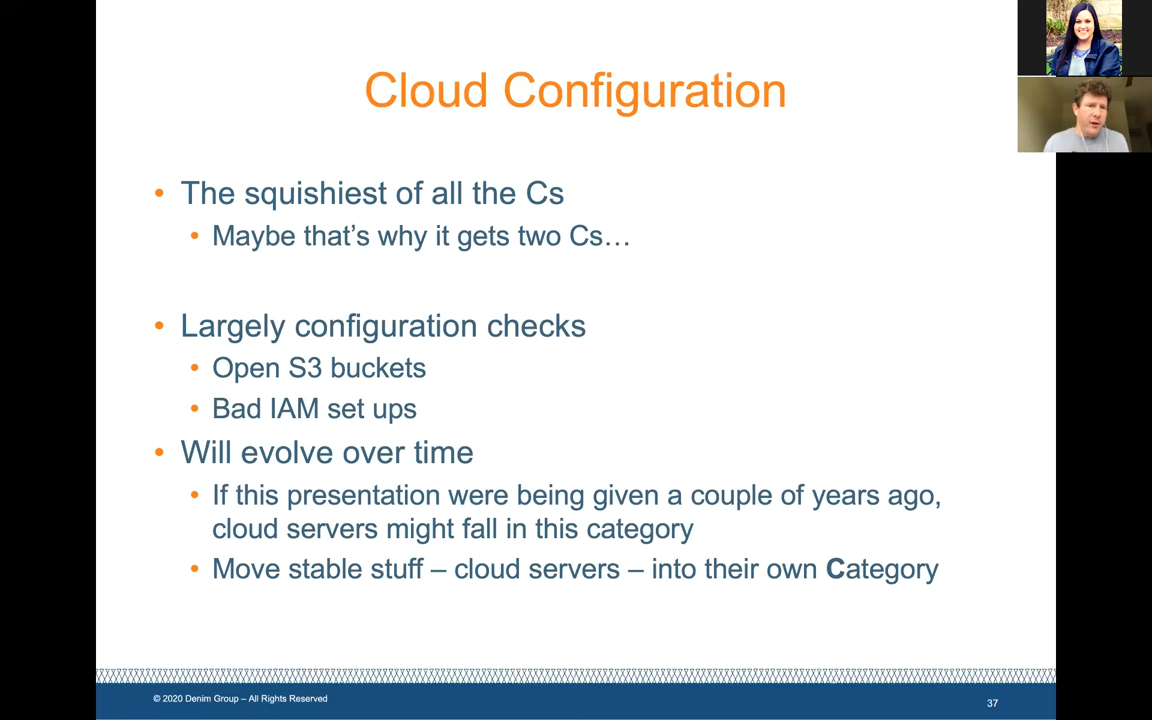 Cloud Configuration
• The squishiest of all the Cs
• Maybe that’s why it gets two Cs…
• Largely configuration checks
• Open S3 buckets
• Bad IAM set ups
• Will evolve over time
• If this presentation were being given a couple of years ago,
cloud servers might fall in this category
• Move stable stuff – cloud servers – into their own Category
© 2020 Denim Group – All Rights Reserved
37